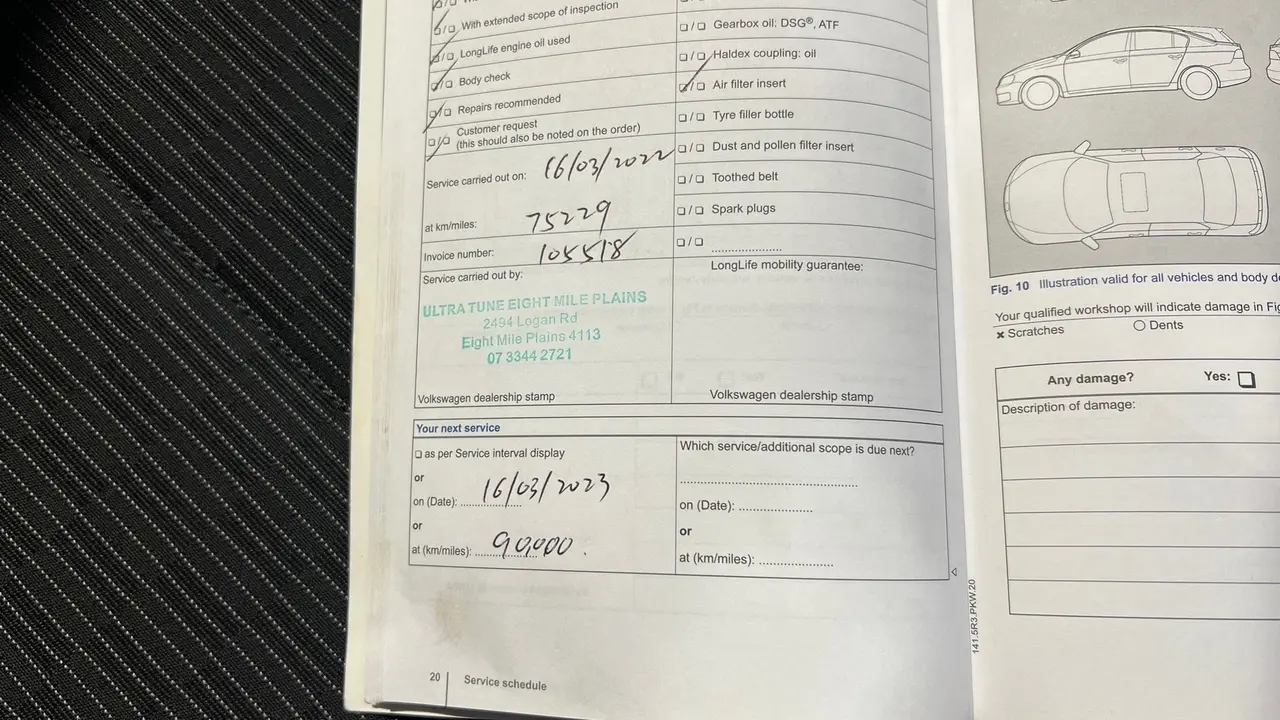 With extended scope of inspection
LongLife engine oil used
Body check
Repairs recommended
Customer request
(this should also be noted on the order)
Service carried out on: 16/03/2022
at km/miles: 75229
Invoice number: 105518
Service carried out by:
ULTRA TUNE EIGHT MILE PLAINS
2494 Logan Rd
Eight Mile Plains 4113
07 3344 2721
Volkswagen dealership stamp
Gearbox oil: DSG®, ATF
Haldex coupling: oil
Air filter insert
Tyre filler bottle
Dust and pollen filter insert
Toothed belt
Spark plugs
LongLife mobility guarantee:
Volkswagen dealership stamp
Your next service
as per Service interval display
or
on (Date): 16/03/2023
or
at (km/miles): 90,000.
Which service/additional scope is due next?
on (Date):
or
at (km/miles):
20 Service schedule
141.5R3.PKW.20
Fig. 10 Illustration valid for all vehicles and body
Your qualified workshop will indicate damage in
Scratches Dents
Any damage? Yes:
Description of damage: